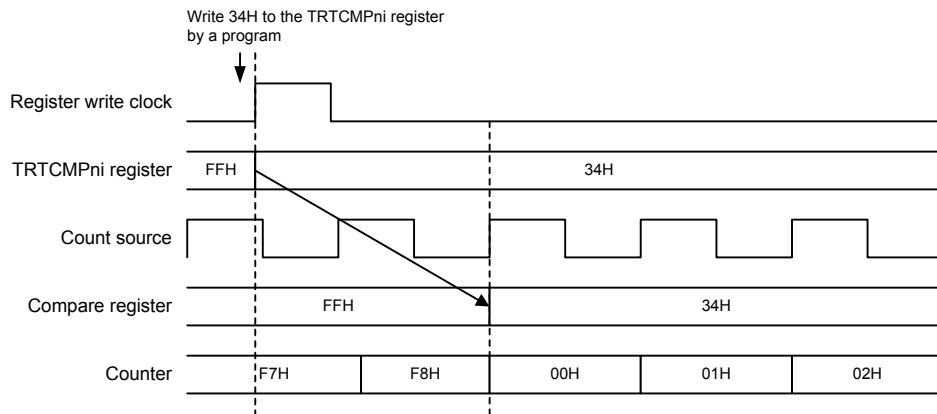 Write 34H to the TRTCMPni register
by a program
Register write clock
TRTCMPni register
FFH
34H
Count source
Compare register
FFH
34H
Counter
F7H
F8H
00H
01H
02H